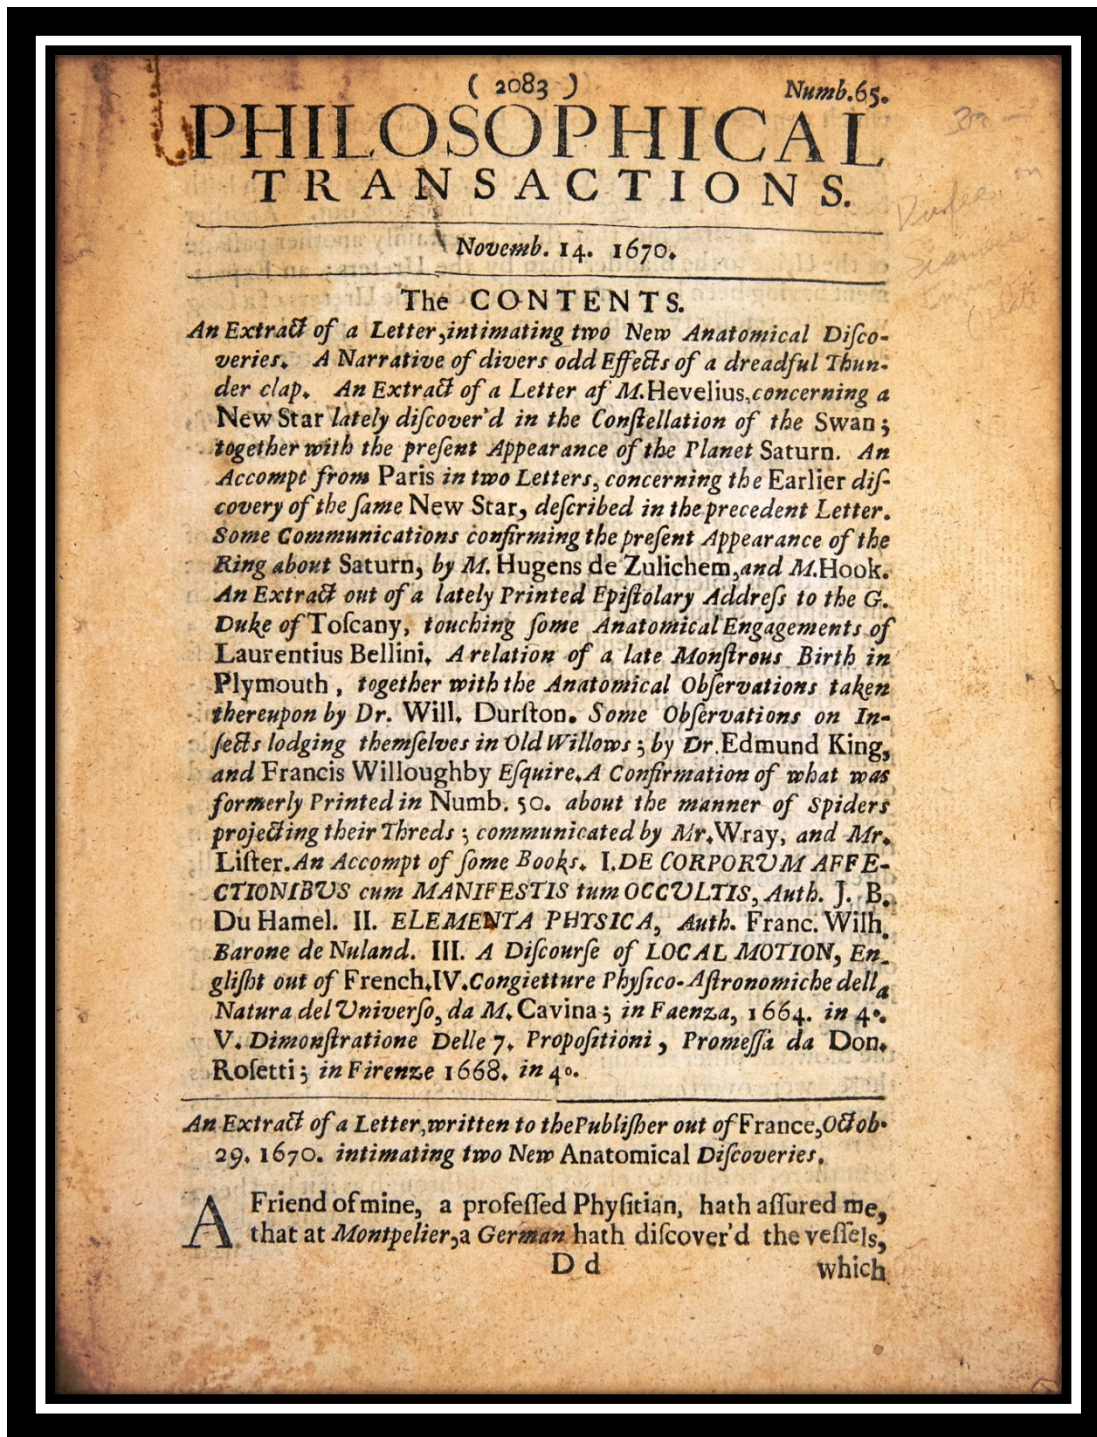 ( 2083 )
Numb.65.
PHILOSOPHICAL
TRANSACTIONS.
Novemb. 14. 1670.
The CONTENTS.
An Extract of a Letter,intimating two New Anatomical Diſco-
veries. A Narrative of divers odd Effects of a dreadful Thun-
der clap. An Extract of a Letter af M.Hevelius,concerning a
New Star lately diſcover'd in the Conſtellation of the Swan;
together with the preſent Appearance of the Planet Saturn. An
Accompt from Paris in two Letters, concerning the Earlier diſ-
covery of the ſame New Star, deſcribed in the precedent Letter.
Some Communications confirming the preſent Appearance of the
Ring about Saturn, by M. Hugens de Zulichem,and M.Hook.
An Extract out of a lately Printed Epiſtolary Addreſs to the G.
Duke of Toſcany, touching ſome Anatomical Engagements of
Laurentius Bellini. A relation of a late Monſtrous Birth in
Plymouth, together with the Anatomical Obſervations taken
thereupon by Dr. Will. Durſton. Some Obſervations on In-
ſects lodging themſelves in Old Willows; by Dr.Edmund King,
and Francis Willoughby Eſquire.A Confirmation of what was
formerly Printed in Numb. 50. about the manner of Spiders
projecting their Threds; communicated by Mr.Wray, and Mr.
Liſter.An Accompt of ſome Books. I.DE CORPORUM AFFE-
CTIONIBUS cum MANIFESTIS tum OCCULTIS, Auth. J. B.
Du Hamel. II. ELEMENTA PHYSICA, Auth. Franc. Wilh.
Barone de Nuland. III. A Diſcourſe of LOCAL MOTION, En-
gliſht out of French.IV.Congietture Phyſico-Aſtronomiche della
Natura del Univerſo, da M. Cavina; in Faenza, 1664. in 4º.
V. Dimonſtratione Delle 7. Propoſitioni, Promeſſa da Don.
Roſetti; in Firenze 1668. in 4º.
An Extract of a Letter,written to the Publiſher out of France,Octob.
29. 1670. intimating two New Anatomical Diſcoveries.
A Friend of mine, a profeſſed Phyſitian, hath aſſured me,
that at Montpelier,a German hath diſcover'd the veſſels,
D d
which